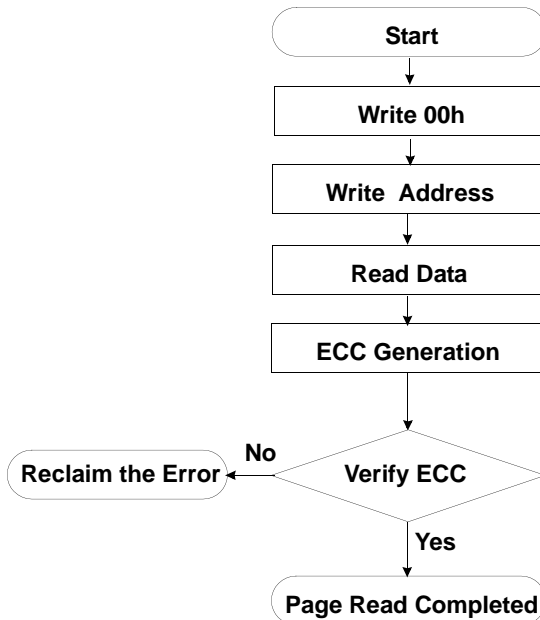 Start
Write 00h
Write Address
Read Data
ECC Generation
No
Reclaim the Error
Verify ECC
Yes
Page Read Completed